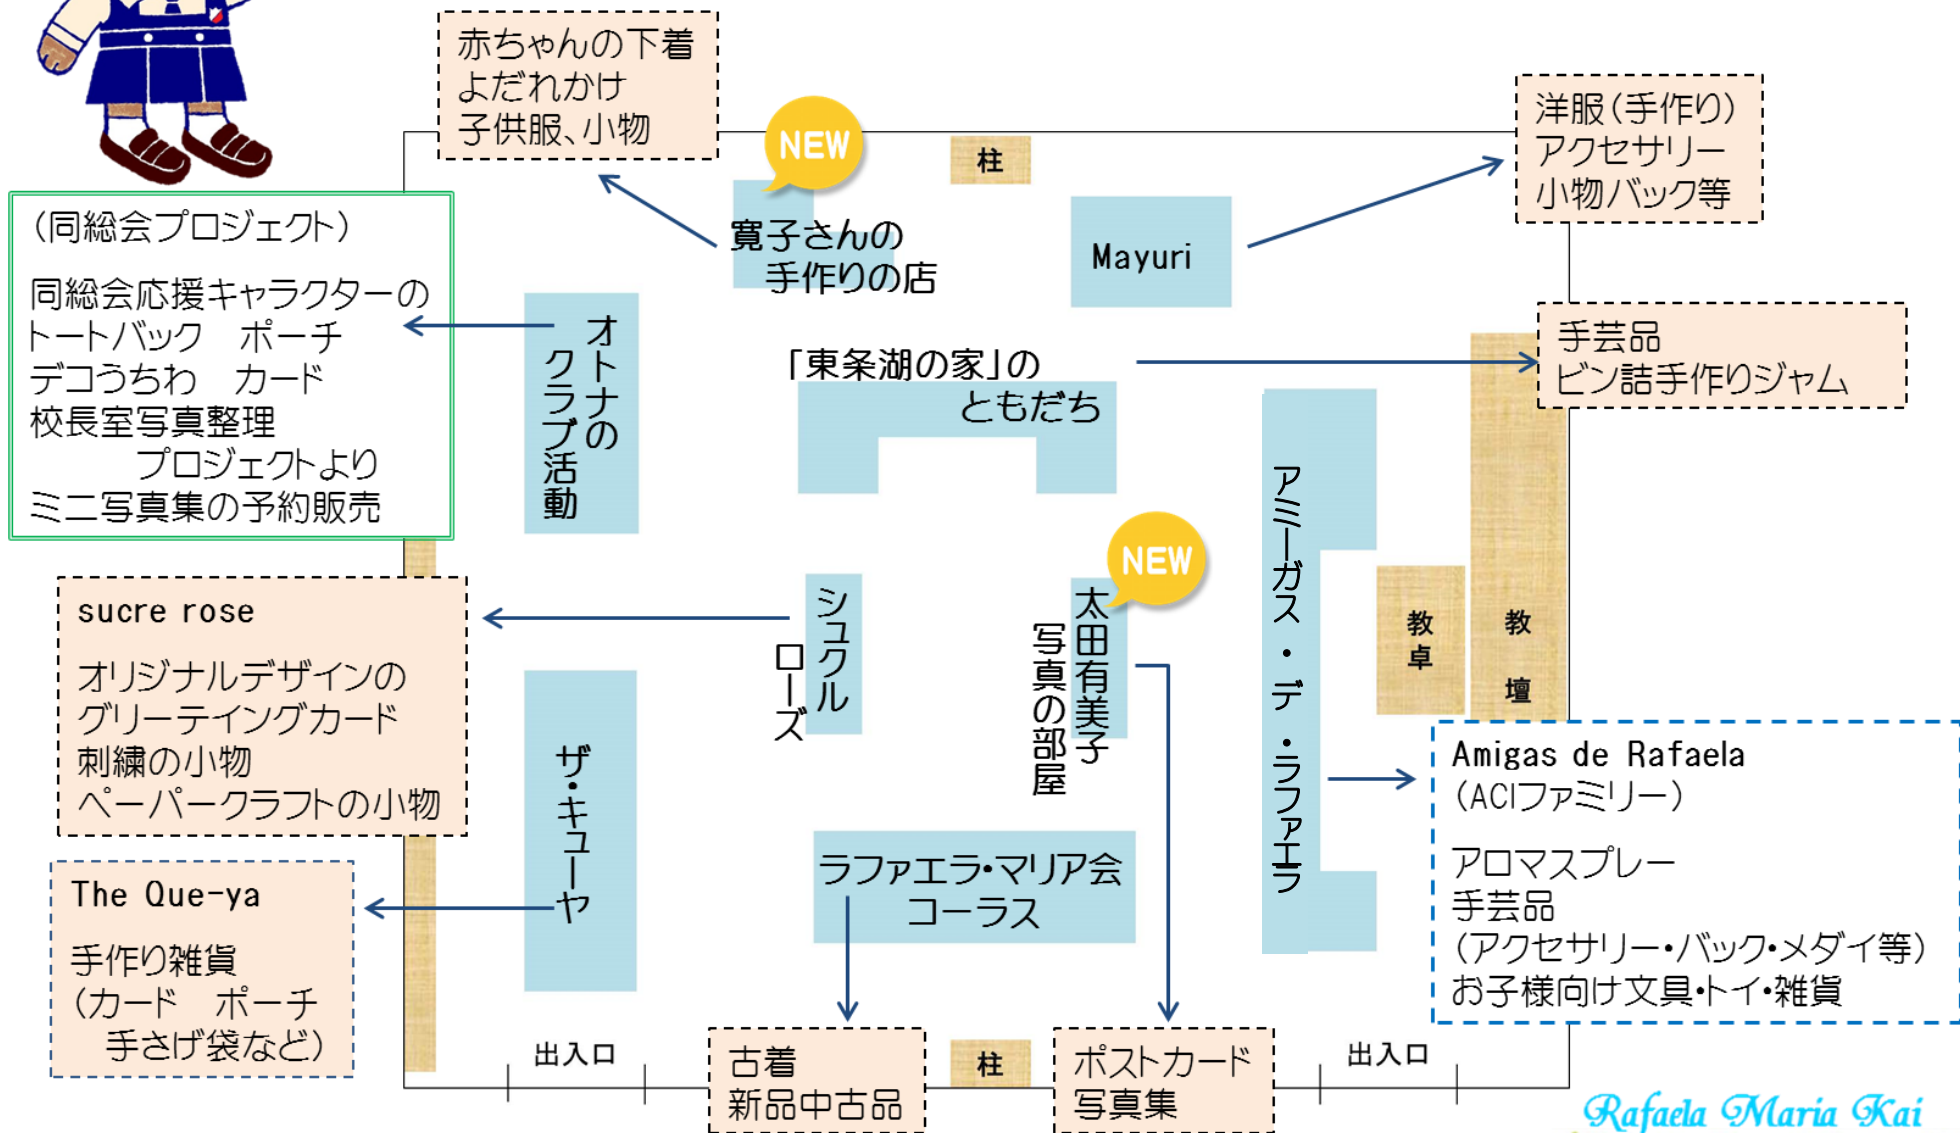 赤ちゃんの下着
よだれかけ
子供服、小物
NEW
柱
洋服(手作り)
アクセサリー
小物バック等
(同総会プロジェクト)
同総会応援キャラクターの
トートバック　ポーチ
デコうちわ　カード
校長室写真整理
プロジェクトより
ミニ写真集の予約販売
寛子さんの
手作りの店
Mayuri
オトナの
クラブ活動
「東条湖の家」の
ともだち
手芸品
ビン詰手作りジャム
NEW
アミーガス・デ・ラファエラ
教卓
教壇
sucre rose
オリジナルデザインの
グリーテイングカード
刺繍の小物
ペーパークラフトの小物
シュクル
ローズ
太田有美子
写真の部屋
ザ・キューヤ
Amigas de Rafaela
(ACIファミリー)
アロマスプレー
手芸品
(アクセサリー・バック・メダイ等)
お子様向け文具・トイ・雑貨
ラファエラ・マリア会
コーラス
The Que-ya
手作り雑貨
(カード　ポーチ
手さげ袋など)
出入口
古着
新品中古品
柱
ポストカード
写真集
出入口
Rafaela Maria Kai